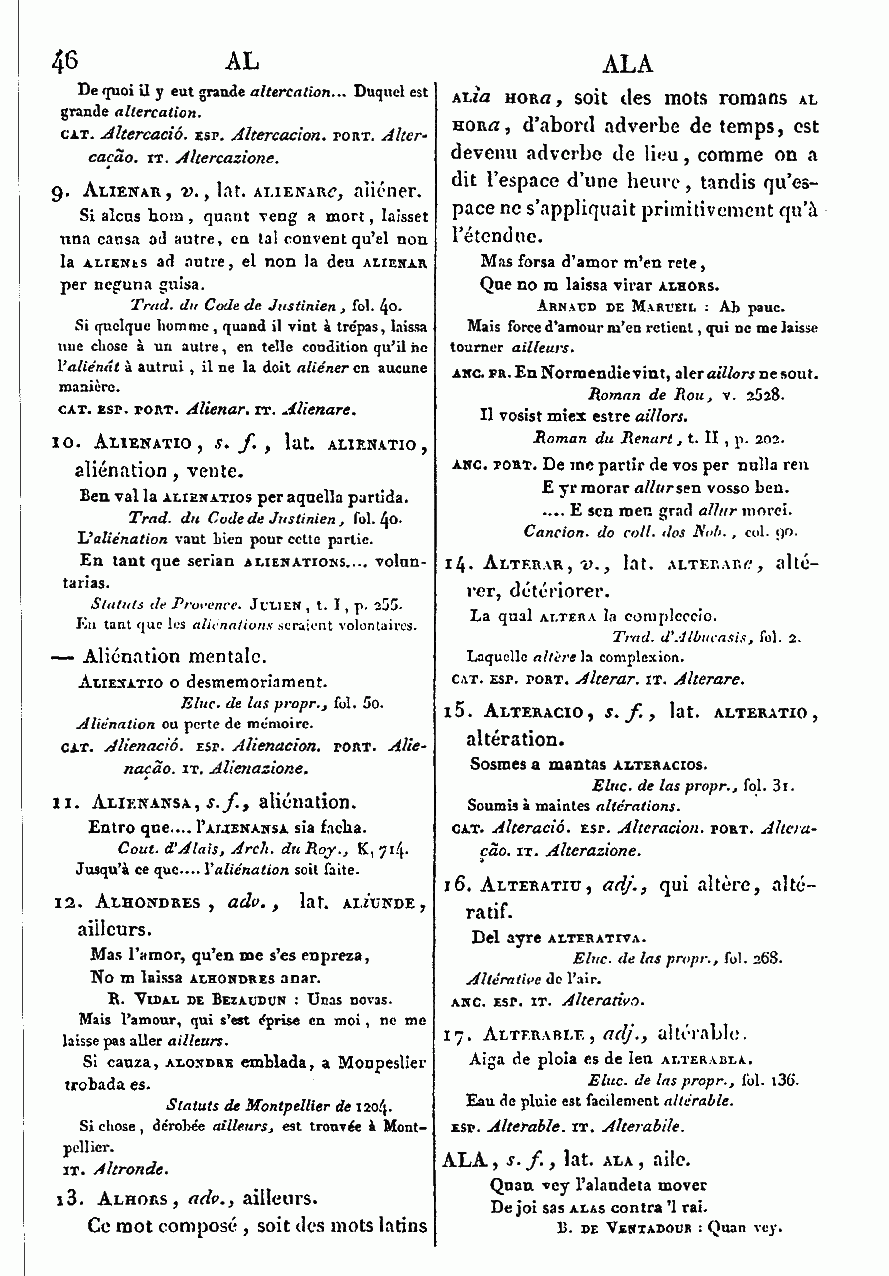 46 AL ALA
De quoi il y eut grande altercation... Duquel est
grande altercation.
CAT. Altercació. ESP. Altercacion. PORT. Alter-
cação. IT. Altercazione.
9. ALIENAR, v., lat. ALIENARe, aliéner.
Si alcus hom, quant veng a mort, laisset
una causa ad autre, en tal convent qu'el non
la ALIENES ad autre, el non la deu ALIENAR
per neguna guisa.
Trad. du Code de Justinien, fol. 40.
Si quelque homme, quand il vint à trépas, laissa
une chose à un autre, en telle condition qu'il ne
l'aliénât à autrui, il ne la doit aliéner en aucune
manière.
CAT. ESP. PORT. Alienar. IT. Alienare.
10. ALIENATIO, s. f., lat. ALIENATIO,
aliénation, vente.
Ben val la ALIENATIOS per aquella partida.
Trad. du Code de Justinien, fol. 40.
L'aliénation vaut bien pour cette partie.
En tant que serian ALIENATIONS.... volun-
tarias.
Statuts de Provence. JULIEN, t. I, p. 255.
En tant que les aliénations seraient volontaires.
— Aliénation mentale.
ALIENATIO o desmemoriament.
Eluc. de las propr., fol. 50.
Aliénation ou perte de mémoire.
CAT. Alienació. ESP. Alienacion. PORT. Alie-
nação. IT. Alienazione.
11. ALIENANSA, s. f., aliénation.
Entro que.... l'ALIENANSA sia facha.
Cout. d'Alais, Arch. du Roy., K, 714.
Jusqu'à ce que.... l'aliénation soit faite.
12. ALHONDRES, adv., lat. ALiUNDE,
ailleurs.
Mas l'amor, qu'en me s'es enpreza,
No m laissa ALHONDRES anar.
R. VIDAL DE BEZAUDUN : Unas novas.
Mais l'amour, qui s'est éprise en moi, ne me
laisse pas aller ailleurs.
Si cauza, ALONDRE emblada, a Monpeslier
trobada es.
Statuts de Montpellier de 1204.
Si chose, dérobée ailleurs, est trouvée à Mont-
pellier.
IT. Altronde.
13. ALHORS, adv., ailleurs.
Ce mot composé, soit des mots latins
ALia HORa, soit des mots romans AL
HORa, d'abord adverbe de temps, est
devenu adverbe de lieu, comme on a
dit l'espace d'une heure, tandis qu'es-
pace ne s'appliquait primitivement qu'à
l'étendue.
Mas forsa d'amor m'en rete,
Que no m laissa virar ALHORS.
ARNAUD DE MARUEIL : Ab pauc.
Mais force d'amour m'en retient, qui ne me laisse
tourner ailleurs.
ANC. FR. En Normendie vint, aler aillors ne sout.
Roman de Rou, v. 2528.
Il vosist miex estre aillors.
Roman du Renart, t. II, p. 202.
ANC. PORT. De me partir de vos per nulla ren
E yr morar allur sen vosso ben.
.... E sen men grad allur morei.
Cancion. do coll. dos Nob., col. 90.
14. ALTERAR, v., lat. ALTERARe, alté-
rer, détériorer.
La qual ALTERA la compleccio.
Trad. d'Albucasis, fol. 2.
Laquelle altère la complexion.
CAT. ESP. PORT. Alterar. IT. Alterare.
15. ALTERACIO, s. f., lat. ALTERATIO,
altération.
Sosmes a mantas ALTERACIOS.
Eluc. de las propr., fol. 31.
Soumis à maintes altérations.
CAT. Alteració. ESP. Alteracion. PORT. Altera-
ção. IT. Alterazione.
16. ALTERATIU, adj., qui altère, alté-
ratif.
Del ayre ALTERATIVA.
Eluc. de las propr., fol. 268.
Altérative de l'air.
ANC. ESP. IT. Alterativo.
17. ALTERABLE, adj., altérable.
Aiga de ploia es de leu ALTERABLA.
Eluc. de las propr., fol. 136.
Eau de pluie est facilement altérable.
ESP. Alterable. IT. Alterabile.
ALA, s. f., lat. ALA, aile.
Quan vey l'alaudeta mover
De joi sas ALAS contra 'l rai.
B. DE VENTADOUR : Quan vey.